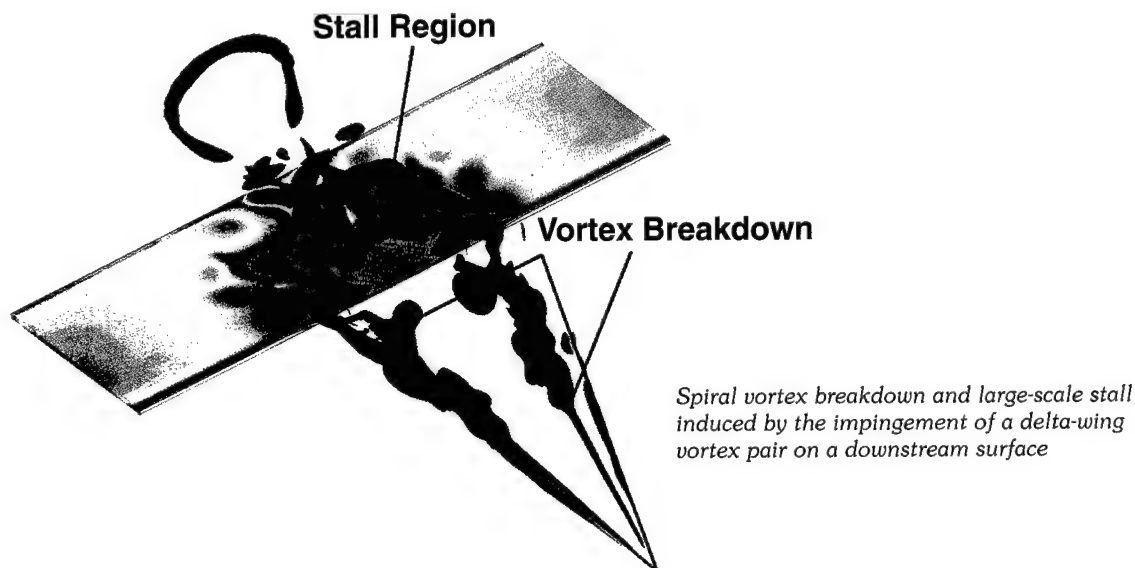 Stall Region
Vortex Breakdown
Spiral vortex breakdown and large-scale stall
induced by the impingement of a delta-wing
vortex pair on a downstream surface